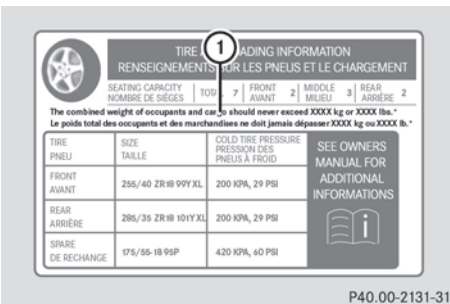 1
TIRE A ADING INFORMATION
RENSEIGNEMENTS SUR LES PNEUS ET LE CHARGEMENT
SEATING CAPACITY TOTAL 7 FRONT 2 MIDDLE 3 REAR 2
NOMBRE DE SIÈGES AVANT MILIEU ARRIÈRE
The combined weight of occupants and cargo should never exceed XXXX kg or XXXX lbs.*
Le poids total des occupants et des marchandises ne doit jamais dépasser XXXX kg ou XXXX lb.*
TIRE SIZE COLD TIRE PRESSURE
PNEU TAILLE PRESSION DES
PNEUS À FROID
SEE OWNERS
MANUAL FOR
ADDITIONAL
INFORMATIONS
FRONT
AVANT 255/40 ZR18 99Y XL 200 KPA, 29 PSI
REAR
ARRIÈRE 285/35 ZR18 101Y XL 200 KPA, 29 PSI
SPARE
DE RECHANGE 175/55-18 95P 420 KPA, 60 PSI
i
P40.00-2131-31